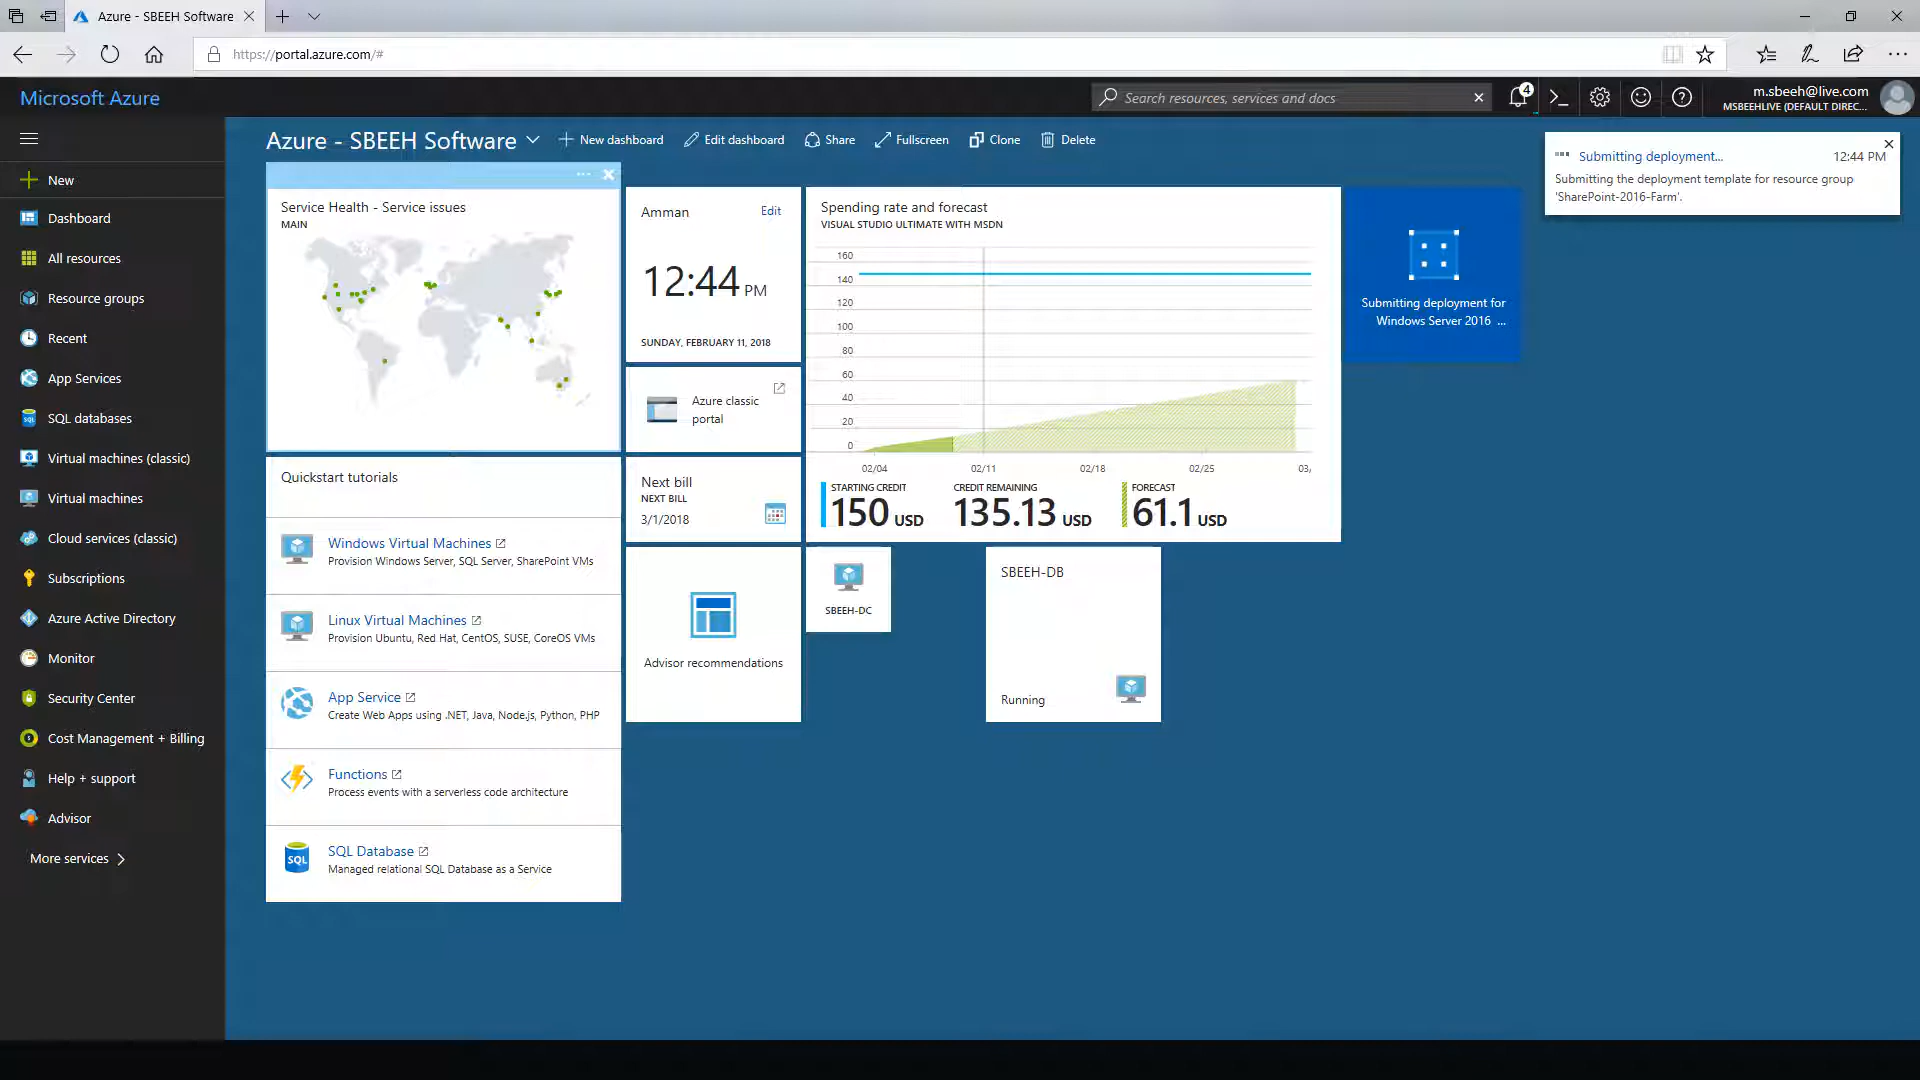 Azure - SBEEH Software
https://portal.azure.com/#
Microsoft Azure
Search resources, services and docs
4
m.sbeeh@live.com
MSBEEHLIVE (DEFAULT DIREC...
New
Dashboard
All resources
Resource groups
Recent
App Services
SQL databases
Virtual machines (classic)
Virtual machines
Cloud services (classic)
Subscriptions
Azure Active Directory
Monitor
Security Center
Cost Management + Billing
Help + support
Advisor
More services
Azure - SBEEH Software
New dashboard
Edit dashboard
Share
Fullscreen
Clone
Delete
Service Health - Service issues
MAIN
Quickstart tutorials
Windows Virtual Machines
Provision Windows Server, SQL Server, SharePoint VMs
Linux Virtual Machines
Provision Ubuntu, Red Hat, CentOS, SUSE, CoreOS VMs
App Service
Create Web Apps using .NET, Java, Node.js, Python, PHP
Functions
Process events with a serverless code architecture
SQL
SQL Database
Managed relational SQL Database as a Service
Amman
Edit
12:44 PM
SUNDAY, FEBRUARY 11, 2018
Azure classic
portal
Next bill
NEXT BILL
3/1/2018
Advisor recommendations
Spending rate and forecast
VISUAL STUDIO ULTIMATE WITH MSDN
160
140
120
100
80
60
40
20
0
02/04
02/11
02/18
02/25
03/
STARTING CREDIT
150 USD
CREDIT REMAINING
135.13 USD
FORECAST
61.1 USD
SBEEH-DC
SBEEH-DB
Running
Submitting deployment for
Windows Server 2016 ...
Submitting deployment...
12:44 PM
Submitting the deployment template for resource group
'SharePoint-2016-Farm'.